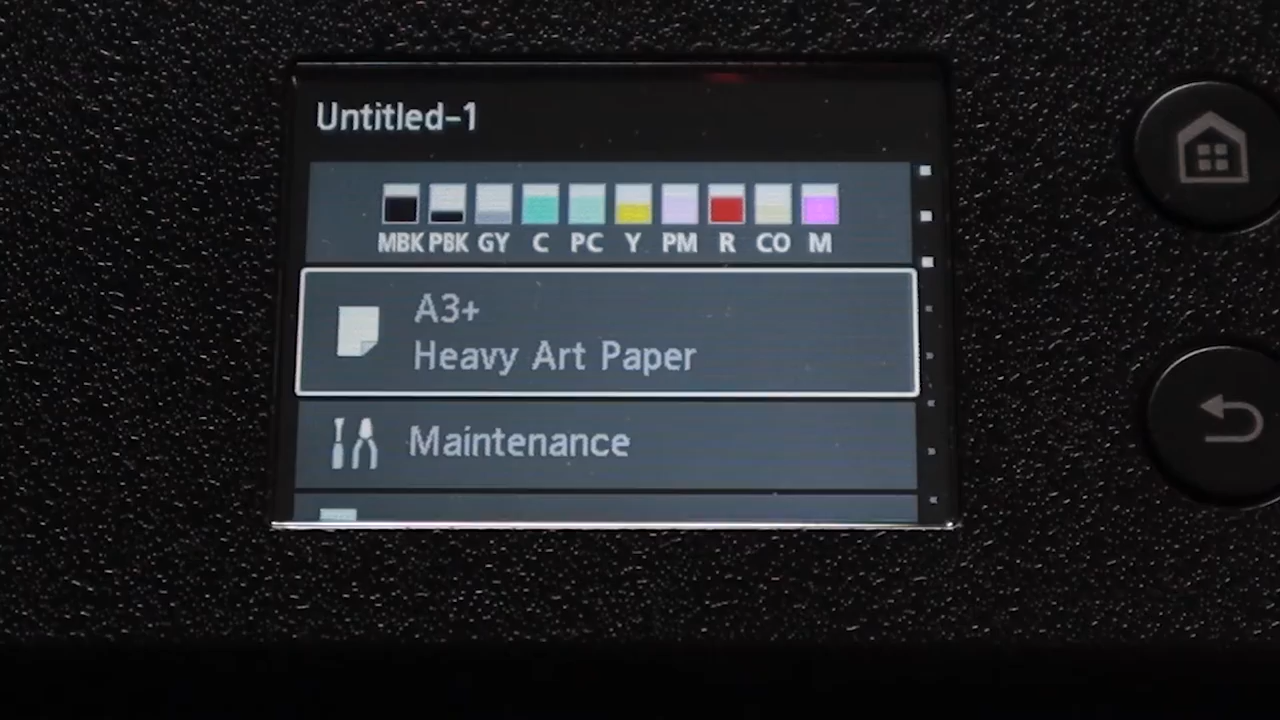 Untitled-1
MBK PBK GY C PC Y PM R CO M
A3+
Heavy Art Paper
Maintenance